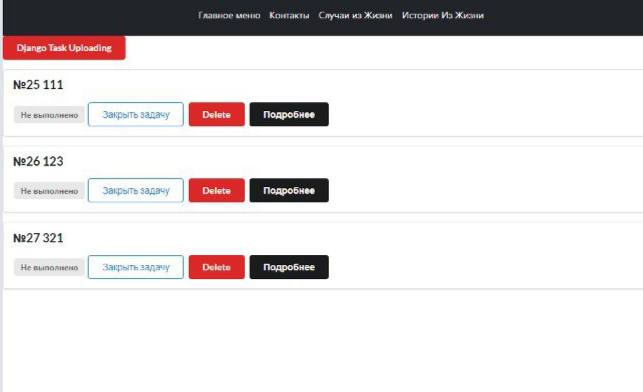 Главное меню Контакты Случаи из Жизни Истории Из Жизни
Django Task Uploading
№25 111
Не выполнено Закрыть задачу Delete Подробнее
№26 123
Не выполнено Закрыть задачу Delete Подробнее
№27 321
Не выполнено Закрыть задачу Delete Подробнее